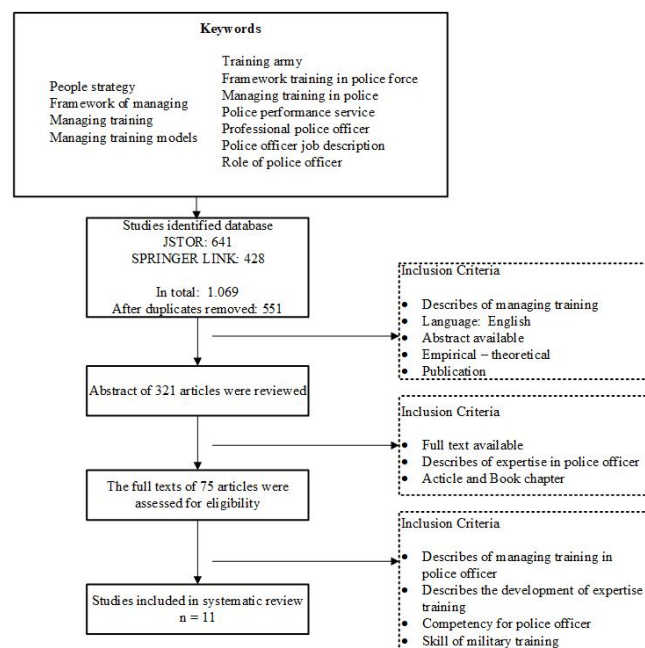 Keywords
People strategy
Framework of managing
Managing training
Managing training models
Training army
Framework training in police force
Managing training in police
Police performance service
Professional police officer
Police officer job description
Role of police officer
Studies identified database
JSTOR: 641
SPRINGER LINK: 428
In total: 1.069
After duplicates removed: 551
Inclusion Criteria
• Describes of managing training
• Language: English
• Abstract available
• Empirical – theoretical
• Publication
Abstract of 321 articles were reviewed
Inclusion Criteria
• Full text available
• Describes of expertise in police officer
• Acticle and Book chapter
The full texts of 75 articles were
assessed for eligibility
Inclusion Criteria
• Describes of managing training in
police officer
• Describes the development of expertise
training
• Competency for police officer
• Skill of military training
Studies included in systematic review
n = 11